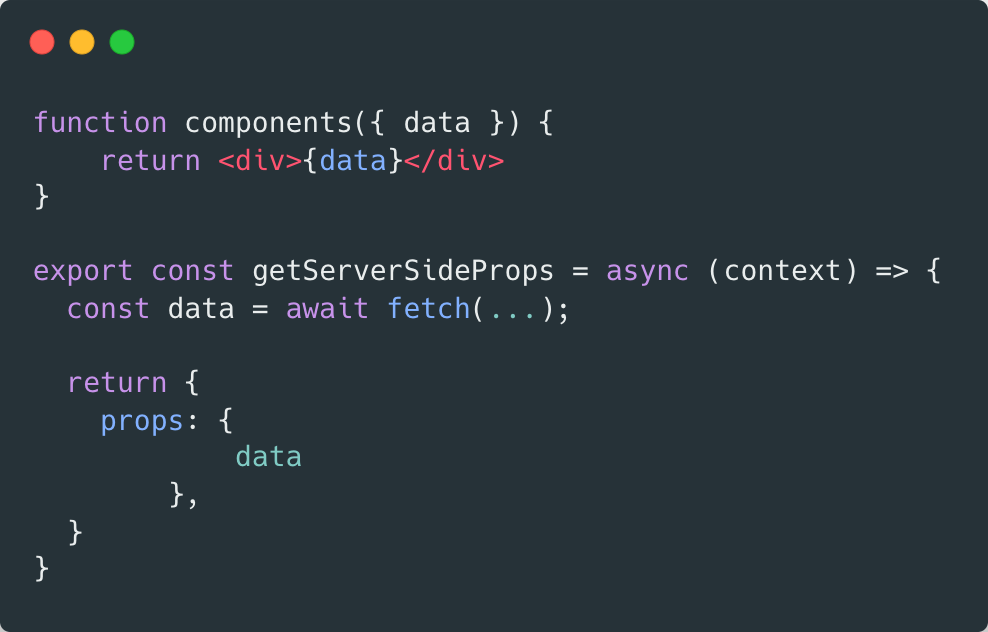 function components({ data }) {
    return <div>{data}</div>
}

export const getServerSideProps = async (context) => {
  const data = await fetch(...);

  return {
    props: {
            data
        },
  }
}